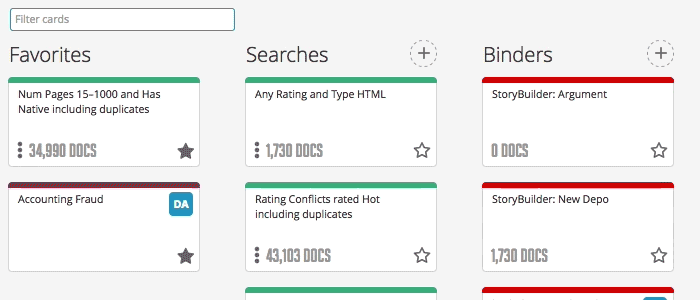 Filter cards
Favorites
Num Pages 15–1000 and Has
Native including duplicates
34,990 DOCS
Accounting Fraud
DA
Searches
+
Any Rating and Type HTML
1,730 DOCS
Rating Conflicts rated Hot
including duplicates
43,103 DOCS
Binders
+
StoryBuilder: Argument
0 DOCS
StoryBuilder: New Depo
1,730 DOCS